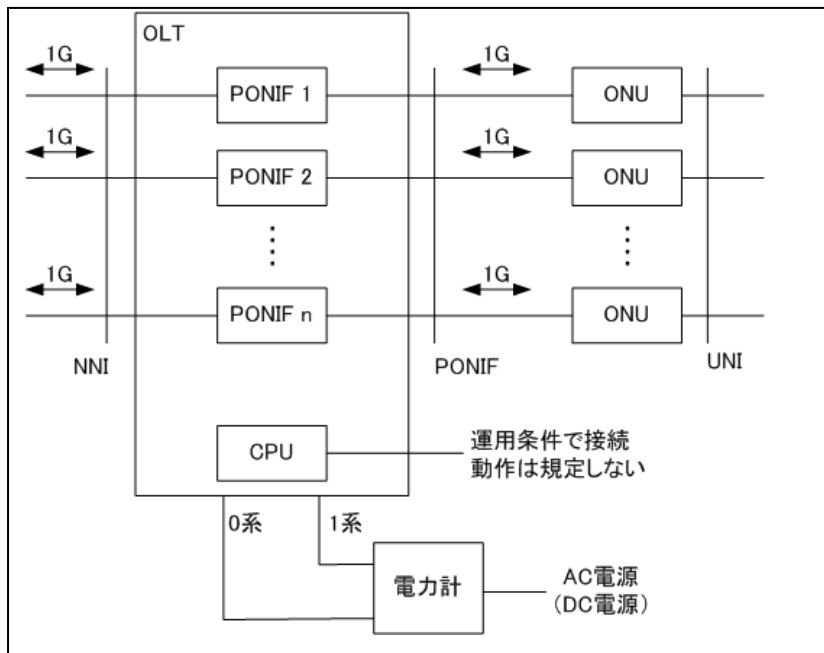 OLT
1G
1G
PONIF 1
ONU
1G
1G
PONIF 2
ONU
1G
1G
PONIF n
ONU
NNI
PONIF
UNI
CPU
運用条件で接続
動作は規定しない
0系
1系
電力計
AC電源
(DC電源)